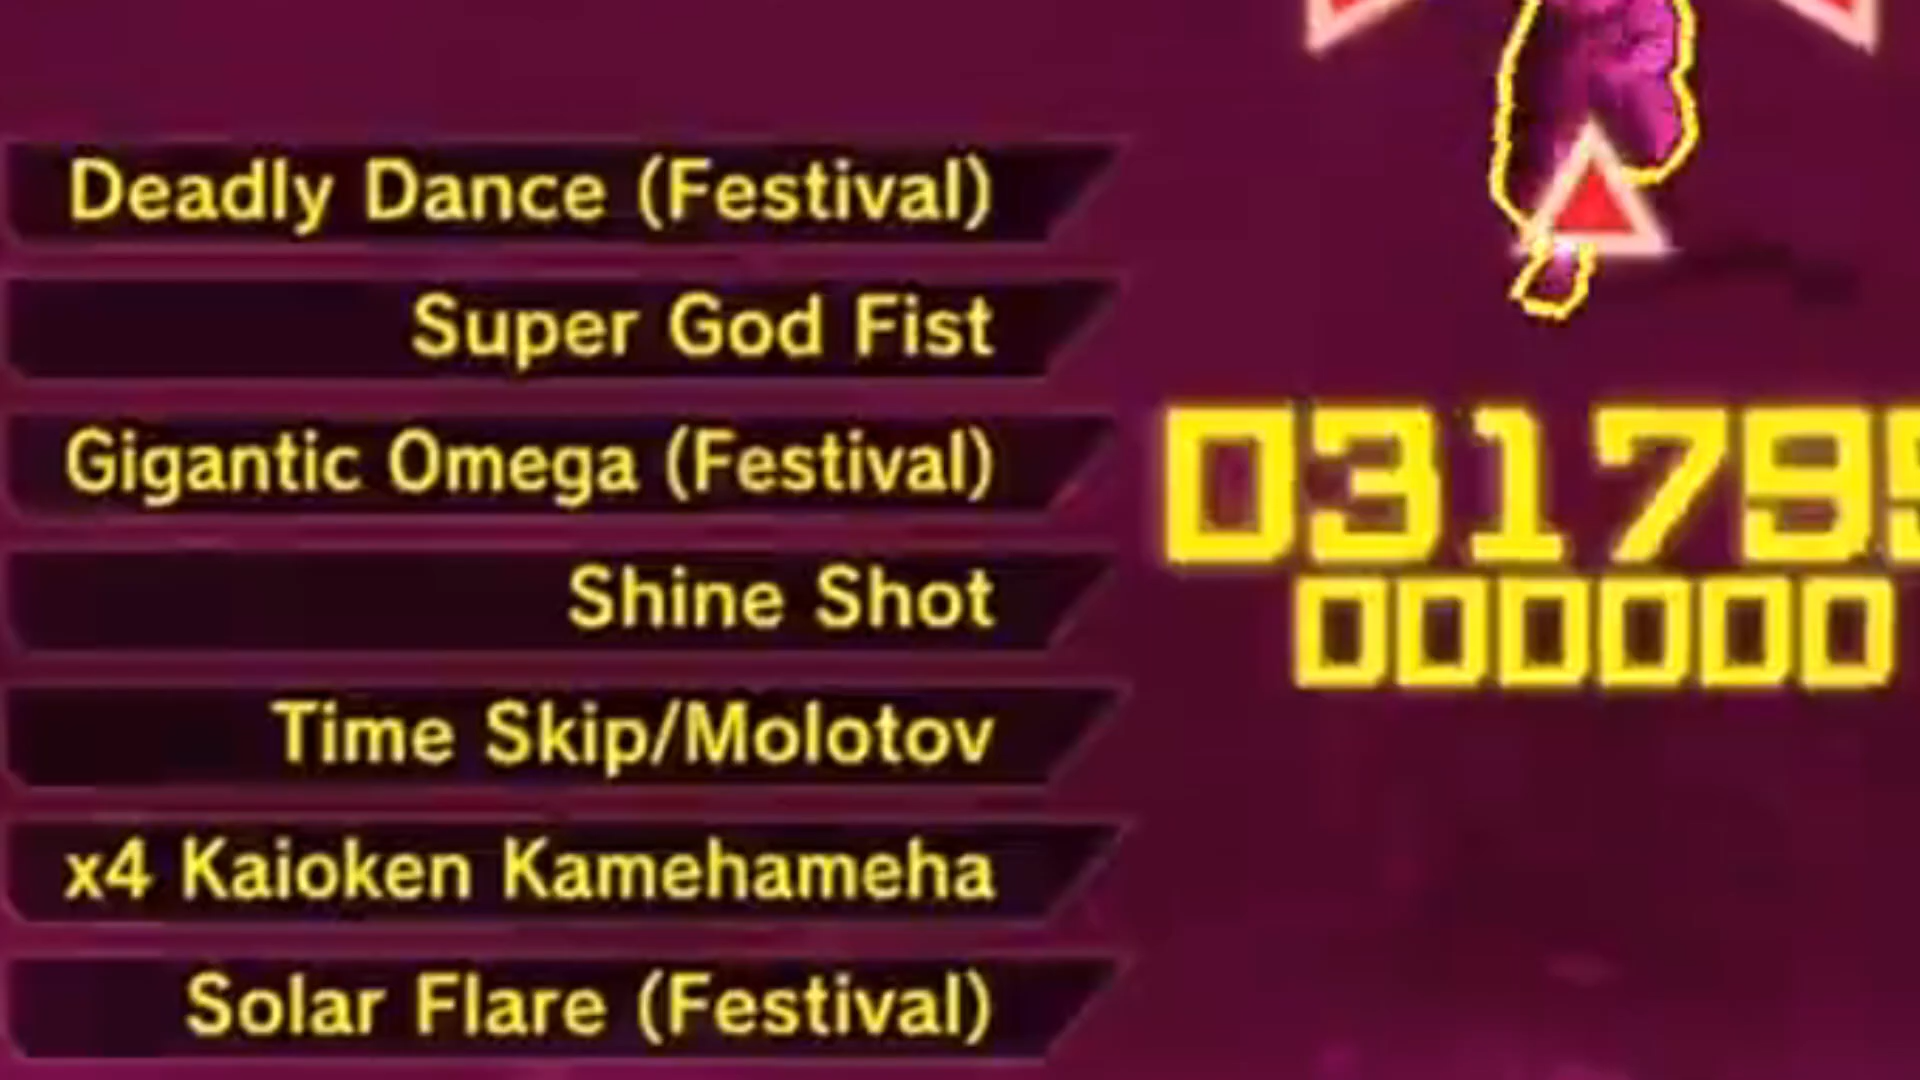 Deadly Dance (Festival)
Super God Fist
Gigantic Omega (Festival)
031795
Shine Shot
000000
Time Skip/Molotov
x4 Kaioken Kamehameha
Solar Flare (Festival)